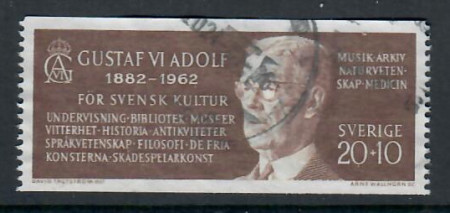 GUSTAF VI ADOLF
1882-1962
FÖR SVENSK KULTUR
UNDERVISNING·BIBLIOTEK·MUSEER
VITTERHET·HISTORIA·ANTIKVITETER
SPRÅKVETENSKAP·FILOSOFI·DE FRIA
KONSTERNA·SKÅDESPELARKONST
MUSIK·ARKIV
NATURVETEN-
SKAP·MEDICIN
SVERIGE
20+10